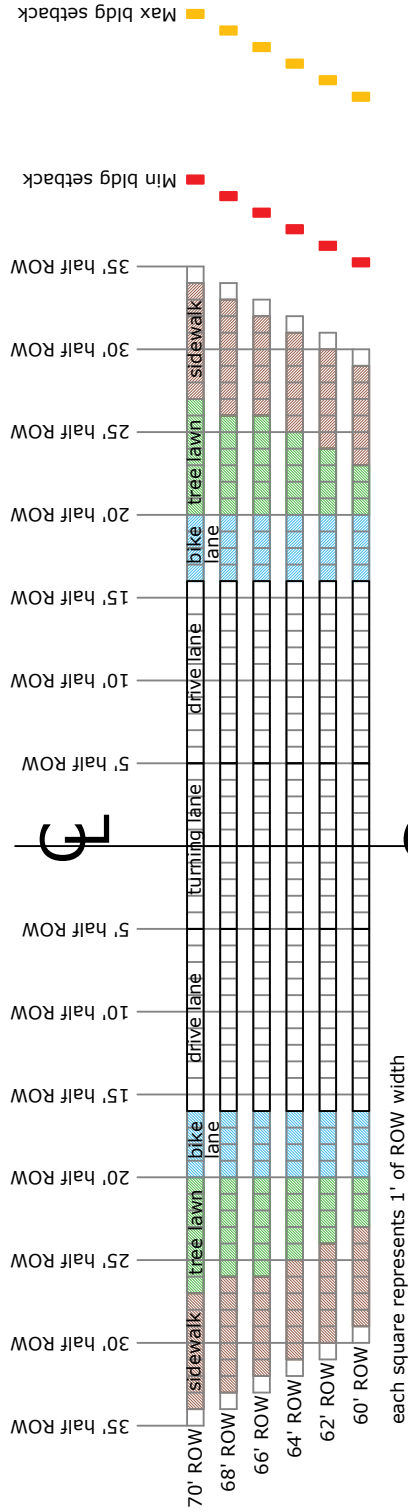 Max bldg setback
Min bldg setback
35' half ROW
30' half ROW
25' half ROW
20' half ROW
15' half ROW
10' half ROW
5' half ROW
CL
5' half ROW
10' half ROW
15' half ROW
20' half ROW
25' half ROW
30' half ROW
35' half ROW
sidewalk
tree lawn
bike
lane
drive lane
turning lane
drive lane
bike
lane
tree lawn
sidewalk
70' ROW
68' ROW
66' ROW
64' ROW
62' ROW
60' ROW
each square represents 1' of ROW width